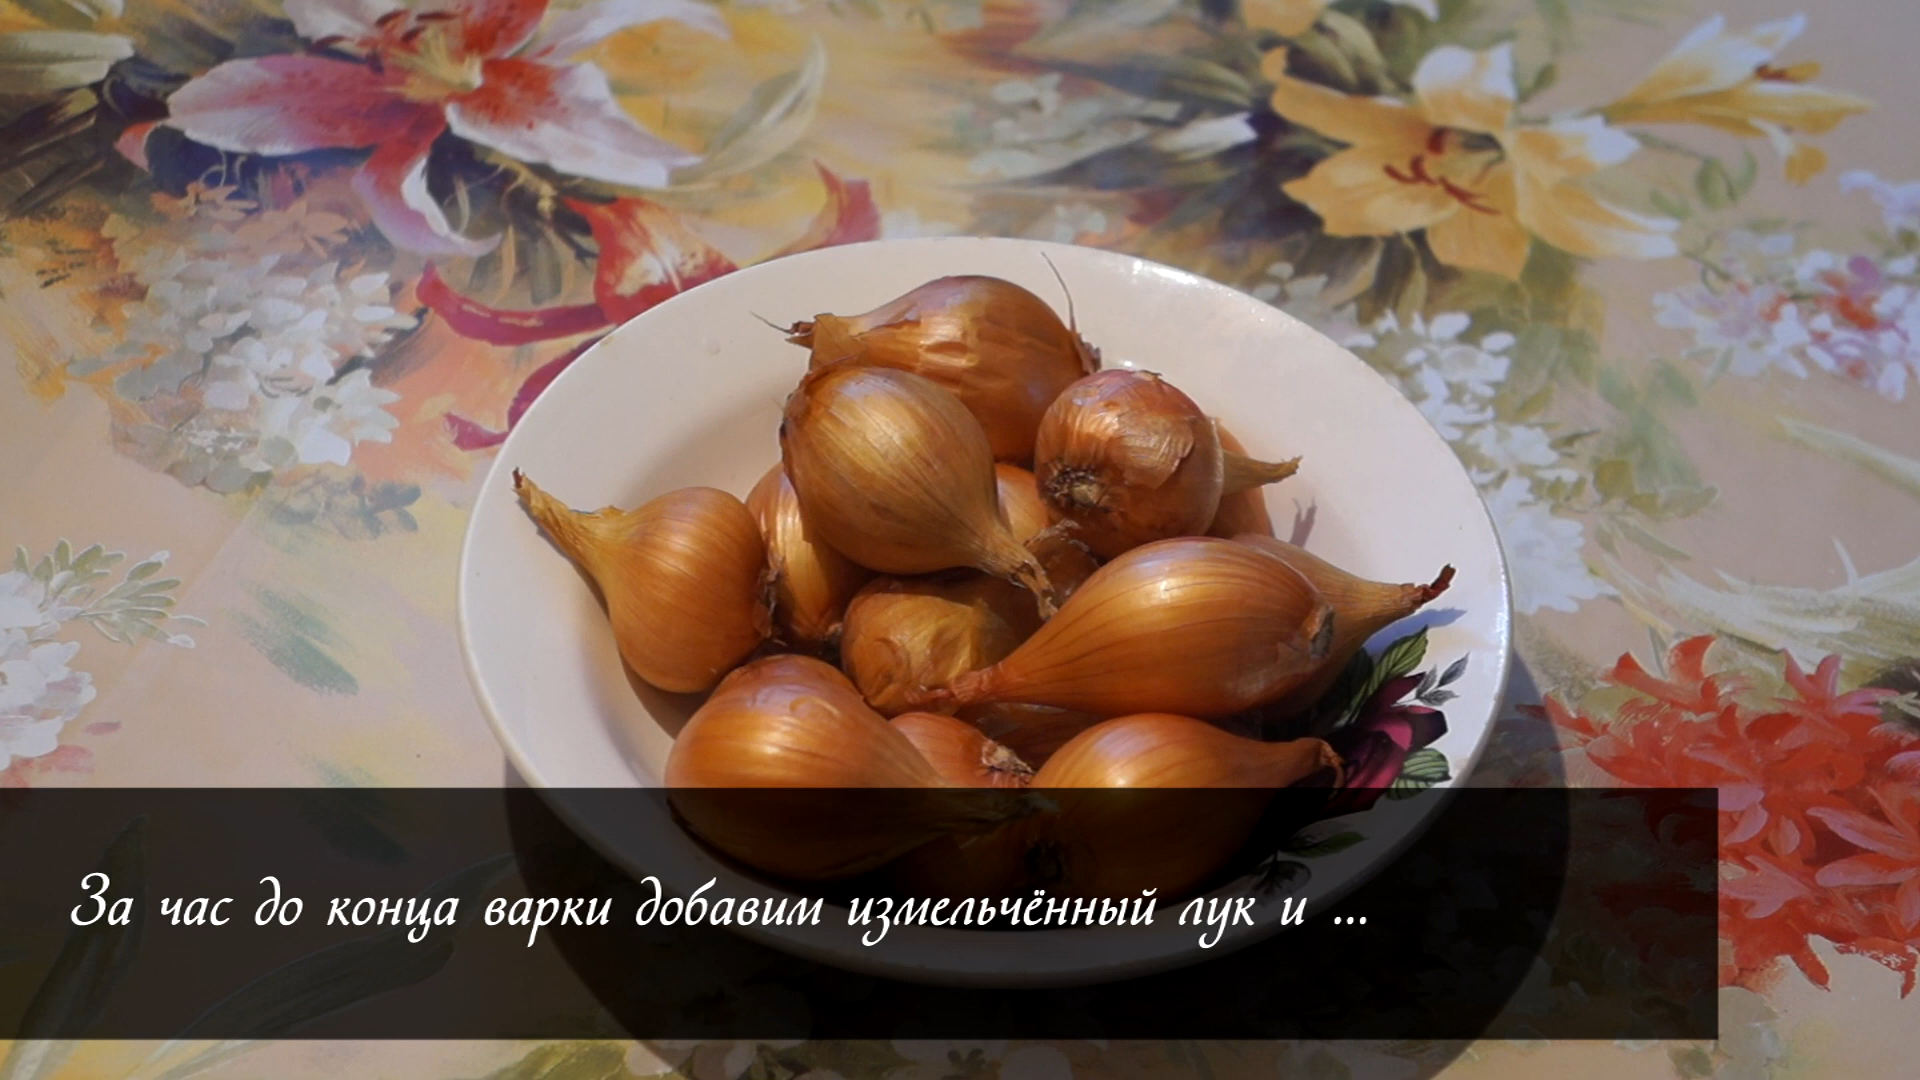 За час до конца варки добавим измельчённый лук и ...